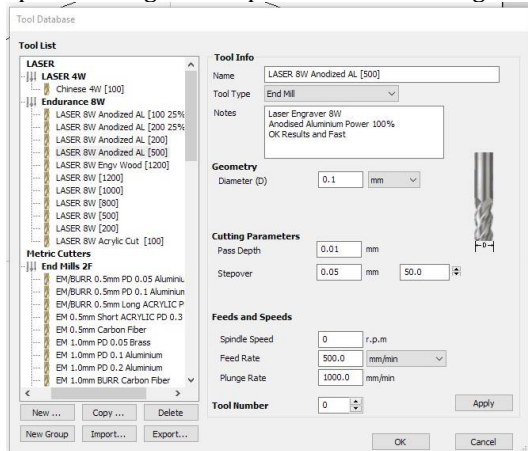 Tool Database
Tool List
LASER
LASER 4W
Chinese 4W [100]
Endurance 8W
LASER 8W Anodized AL [100 25%
LASER 8W Anodized AL [200 25%
LASER 8W Anodized AL [200]
LASER 8W Anodized AL [500]
LASER 8W Engv Wood [1200]
LASER 8W [1200]
LASER 8W [1000]
LASER 8W [800]
LASER 8W [500]
LASER 8W [200]
LASER 8W Acrylic Cut [100]
Metric Cutters
End Mills 2F
EM/BURR 0.5mm PD 0.05 Aluminiu
EM/BURR 0.5mm PD 0.1 Aluminiun
EM/BURR 0.5mm Long ACRYLIC P
EM 0.5mm Short ACRYLIC PD 0.3
EM 0.5mm Carbon Fiber
EM 1.0mm PD 0.05 Brass
EM 1.0mm PD 0.1 Aluminium
EM 1.0mm PD 0.2 Aluminium
EM 1.0mm BURR Carbon Fiber
New ... Copy ... Delete
New Group Import... Export...
Tool Info
Name LASER 8W Anodized AL [500]
Tool Type End Mill
Notes Laser Engraver 8W
Anodised Aluminium Power 100%
OK Results and Fast
Geometry
Diameter (D) 0.1 mm
D
Cutting Parameters
Pass Depth 0.01 mm
Stepover 0.05 mm 50.0
Feeds and Speeds
Spindle Speed 0 r.p.m
Feed Rate 500.0 mm/min
Plunge Rate 1000.0 mm/min
Tool Number 0 Apply
OK Cancel